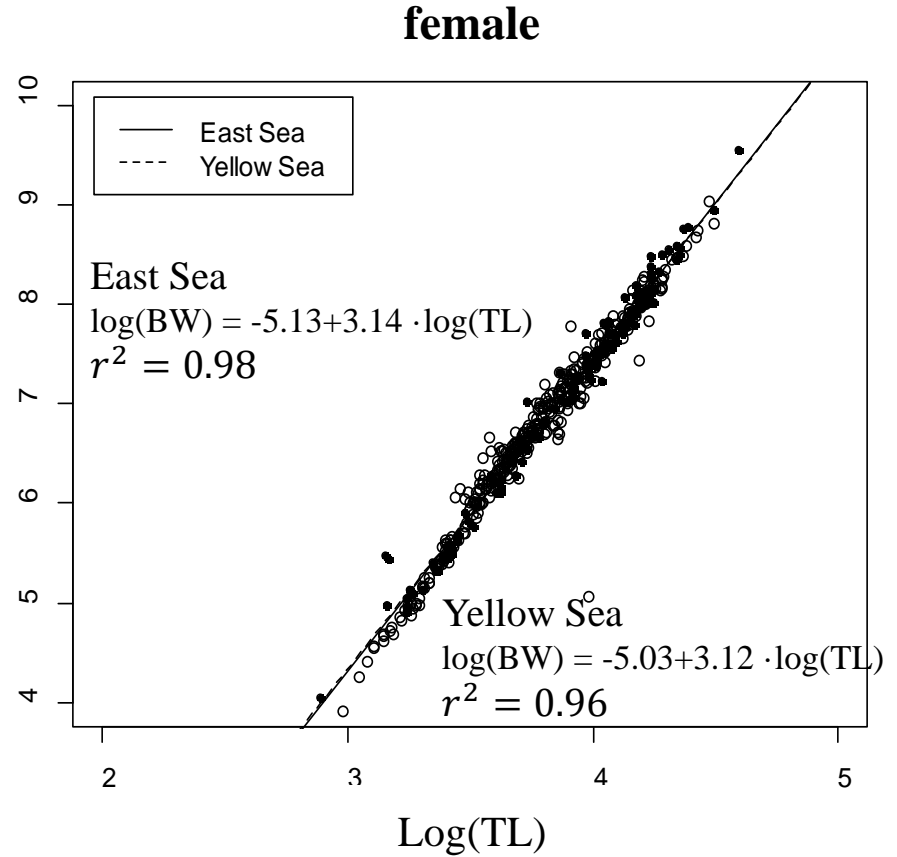 female
10
9
8
7
6
5
4
East Sea
Yellow Sea
East Sea
log(BW) = -5.13+3.14 ·log(TL)
r² = 0.98
Yellow Sea
log(BW) = -5.03+3.12 ·log(TL)
r² = 0.96
2 3 4 5
Log(TL)